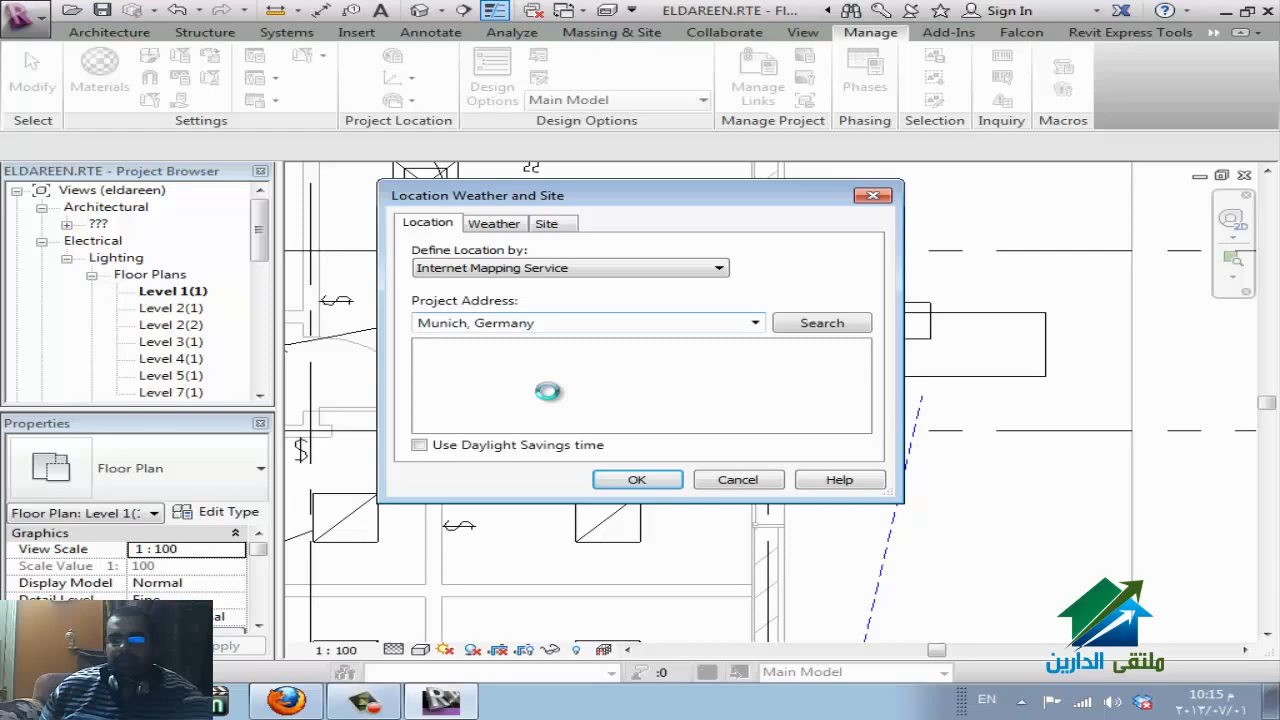 ELDAREEN.RTE - Fl...
Sign In
Architecture
Structure
Systems
Insert
Annotate
Analyze
Massing & Site
Collaborate
View
Manage
Add-Ins
Falcon
Revit Express Tools
Modify
Materials
Design
Options
Main Model
Manage
Links
Phases
Select
Settings
Project Location
Design Options
Manage Project
Phasing
Selection
Inquiry
Macros
ELDAREEN.RTE - Project Browser
Views (eldareen)
Architectural
???
Electrical
Lighting
Floor Plans
Level 1(1)
Level 2(1)
Level 2(2)
Level 3(1)
Level 4(1)
Level 5(1)
Level 7(1)
Properties
Floor Plan
Floor Plan: Level 1(:
Edit Type
Graphics
View Scale
1 : 100
Scale Value 1:
100
Display Model
Normal
Location Weather and Site
Location
Weather
Site
Define Location by:
Internet Mapping Service
Project Address:
Munich, Germany
Search
Use Daylight Savings time
OK
Cancel
Help
$
2D
ملتقى الدارين
1 : 100
:0
Main Model
EN
10:15 م
٢٠١٣/٠٧/٠١